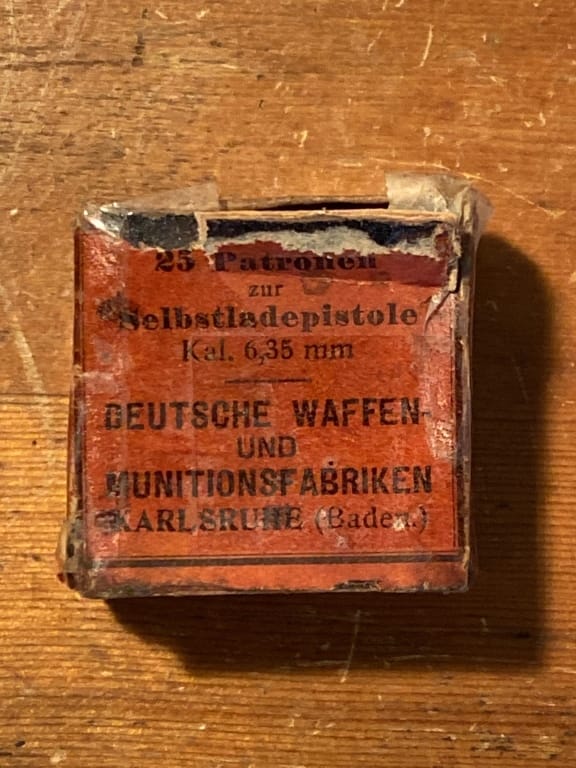 25 Patronen
zur
Selbstladepistole
Kal. 6,35 mm
DEUTSCHE WAFFEN-
UND
MUNITIONSFABRIKEN
KARLSRUHE (Baden.)